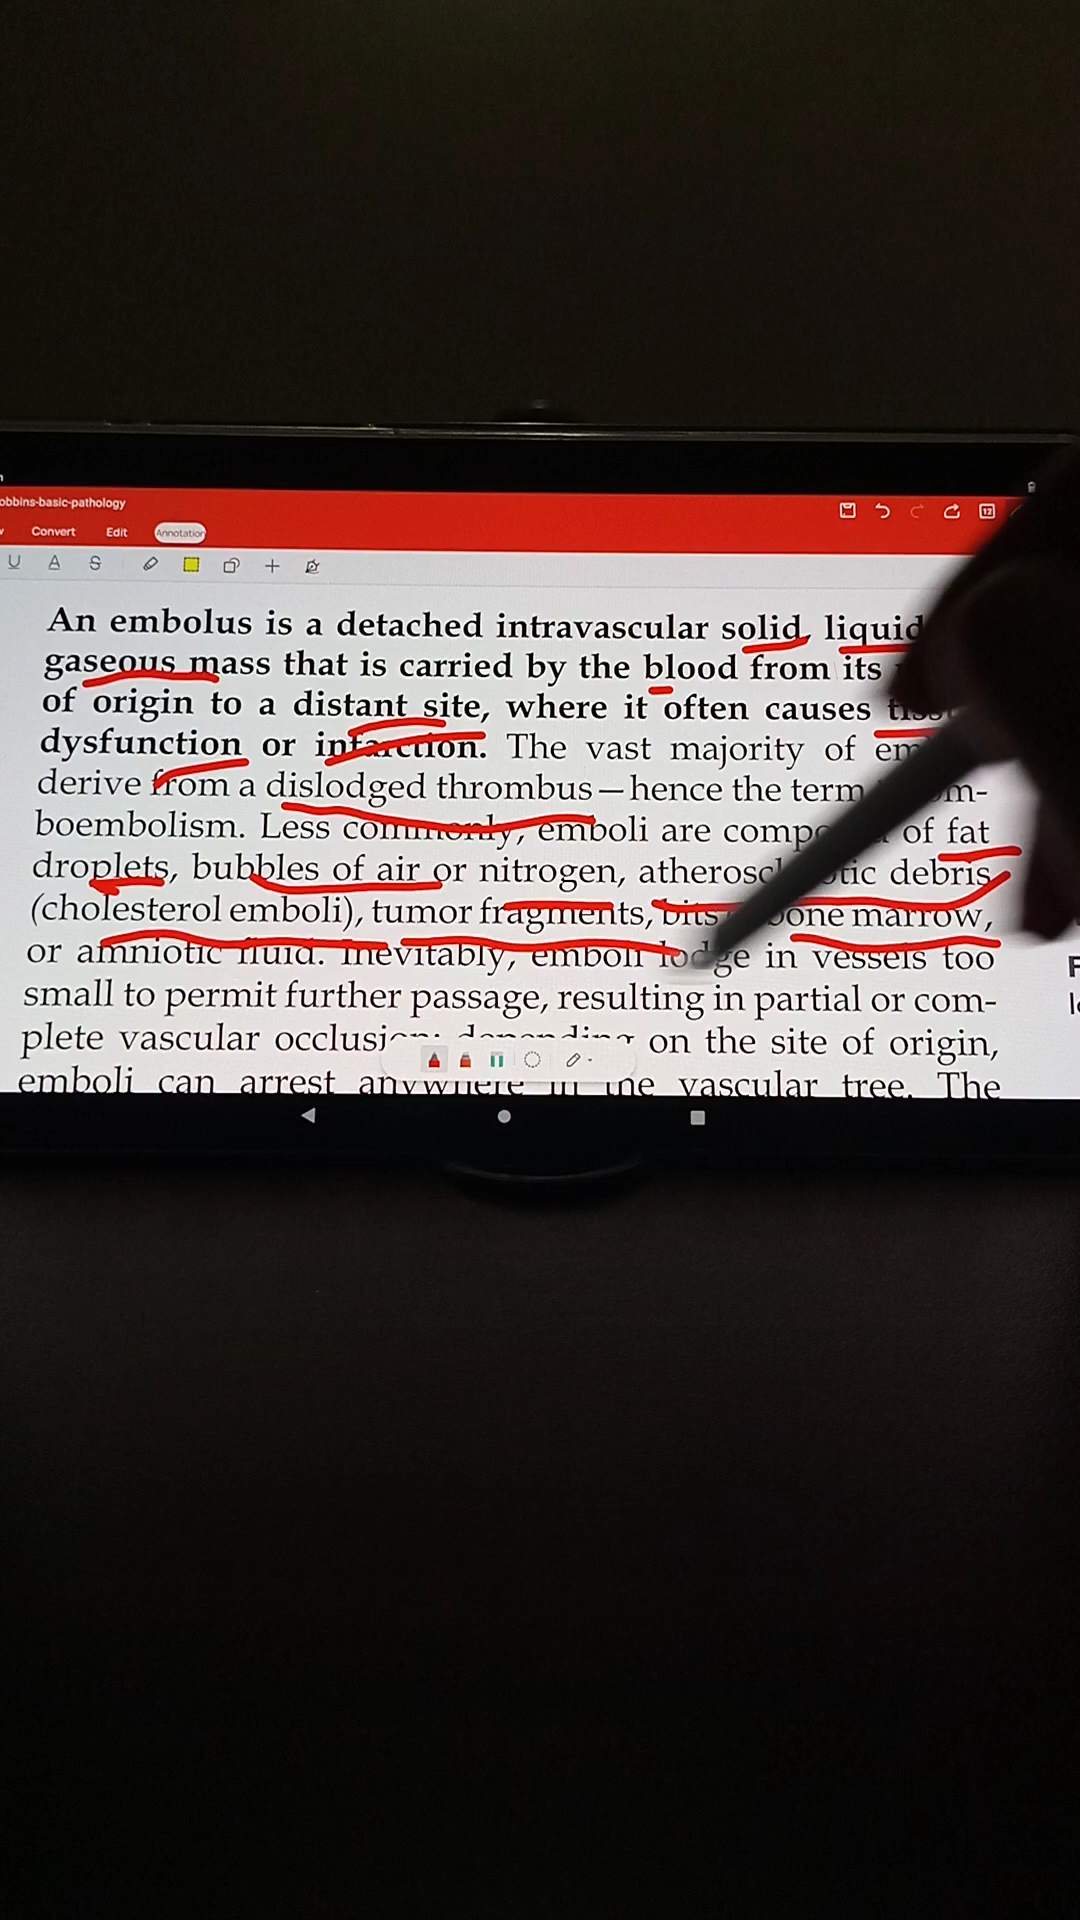 obbins-basic-pathology
Convert Edit Annotation
U A S
An embolus is a detached intravascular solid, liquid
gaseous mass that is carried by the blood from its
of origin to a distant site, where it often causes
dysfunction or infarction. The vast majority of
derive from a dislodged thrombus—hence the term
boembolism. Less commonly, emboli are of fat
droplets, bubbles of air or nitrogen, debris
(cholesterol emboli), tumor fragments, bits bone marrow,
or amniotic fluid. Inevitably, emboli lodge in vessels too
small to permit further passage, resulting in partial or com-
plete vascular on the site of origin,
emboli can arrest anywhere in the vascular tree. The